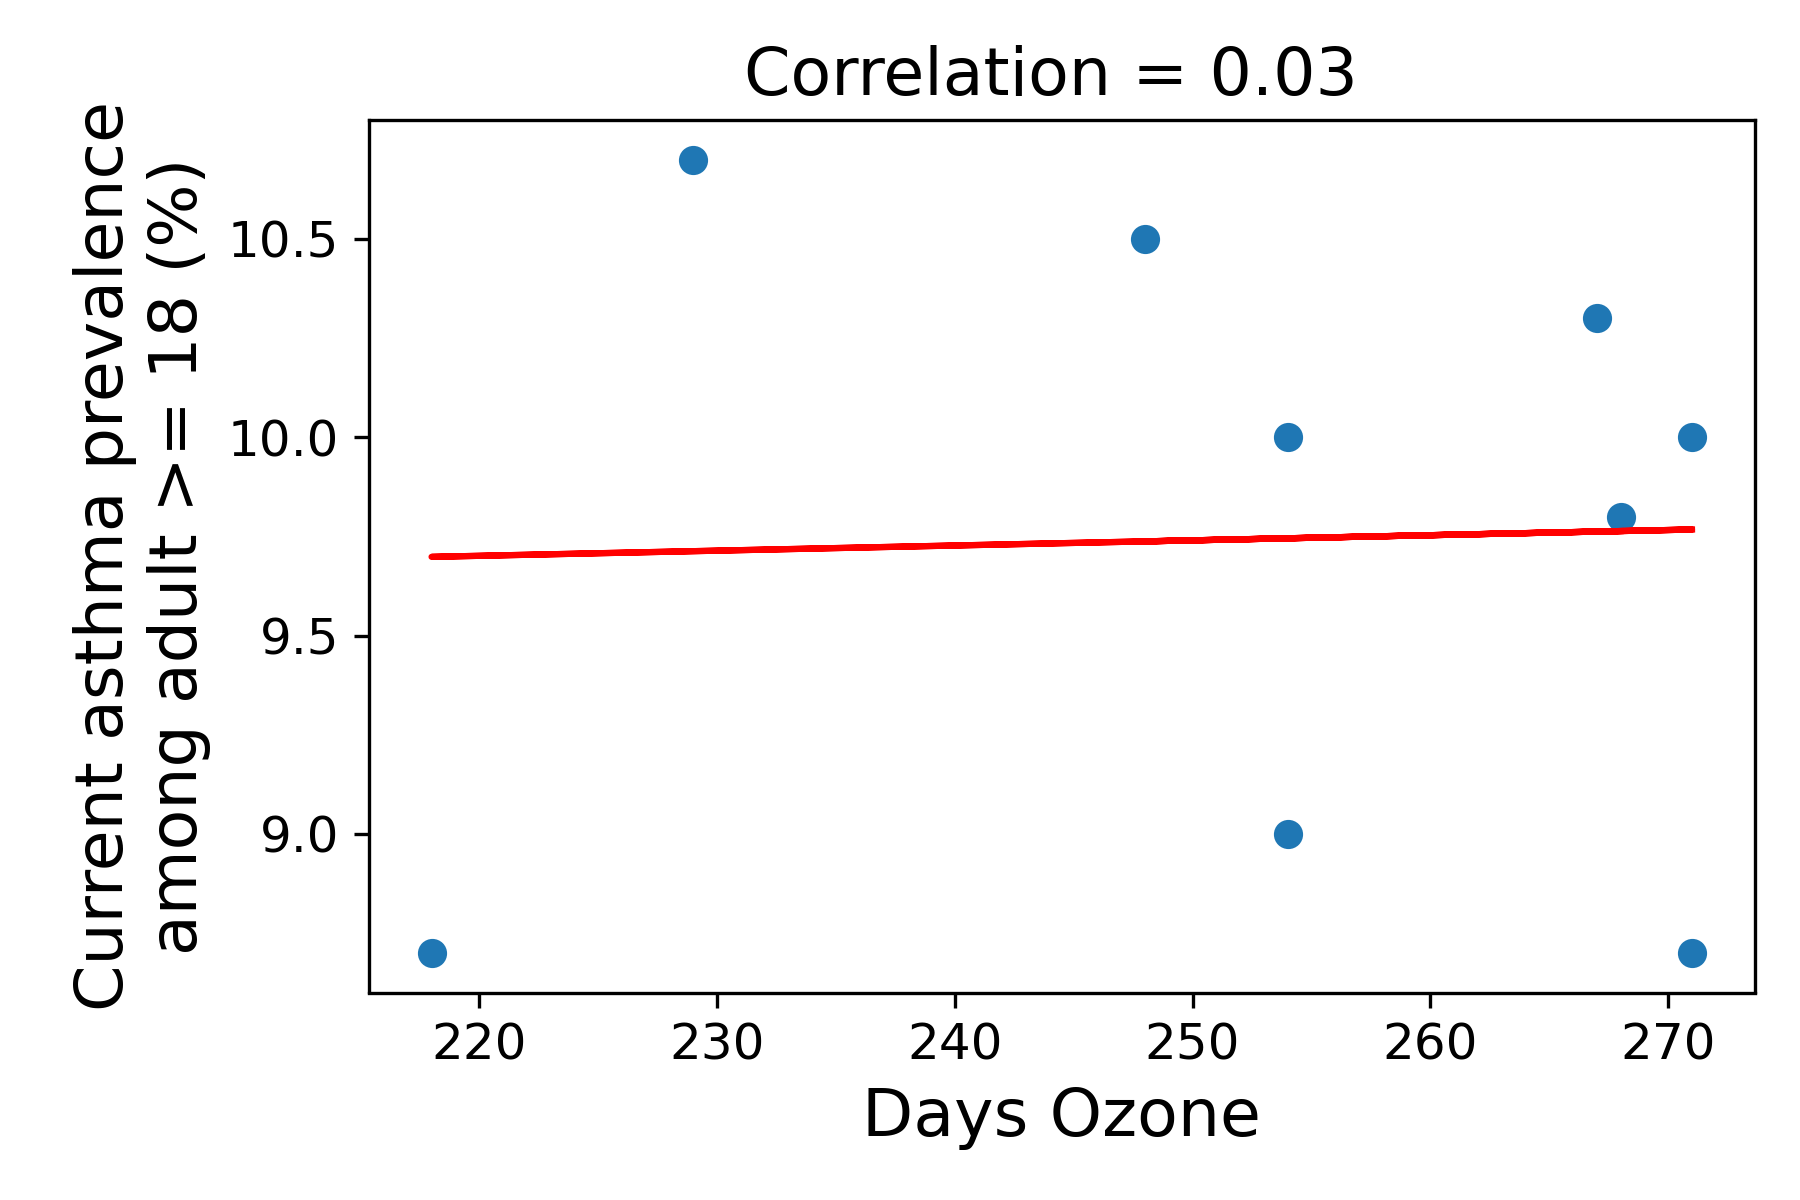 Correlation = 0.03
Current asthma prevalence
among adult >= 18 (%)
10.5
10.0
9.5
9.0
220 230 240 250 260 270
Days Ozone